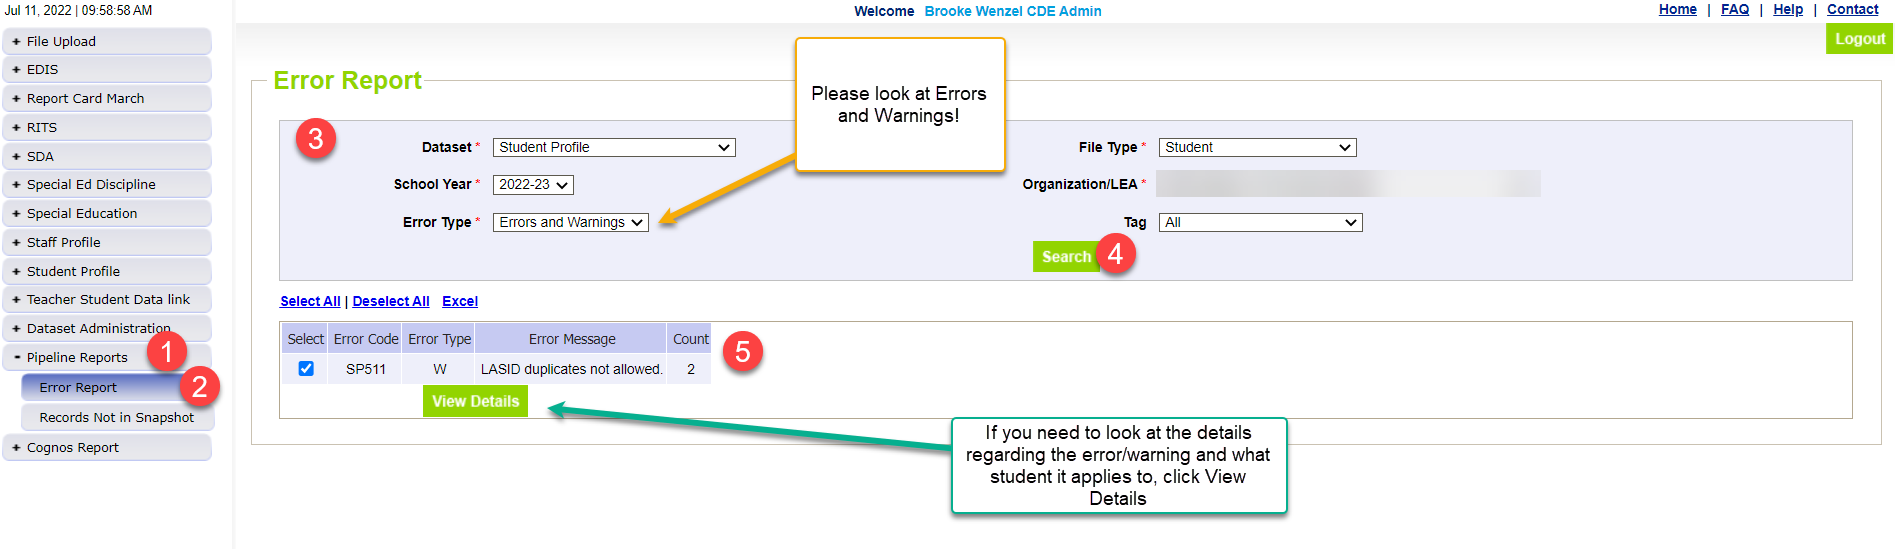 Jul 11, 2022 | 09:58:58 AM
Welcome Brooke Wenzel CDE Admin
Home | FAQ | Help | Contact
Logout
+ File Upload
+ EDIS
+ Report Card March
+ RITS
+ SDA
+ Special Ed Discipline
+ Special Education
+ Staff Profile
+ Student Profile
+ Teacher Student Data link
+ Dataset Administration
- Pipeline Reports
1
Error Report
2
Records Not in Snapshot
+ Cognos Report
Error Report
Please look at Errors
and Warnings!
3
Dataset * Student Profile
File Type * Student
School Year * 2022-23
Organization/LEA *
Error Type * Errors and Warnings
Tag All
Search
4
Select All | Deselect All Excel
Select Error Code Error Type Error Message Count
SP511 W LASID duplicates not allowed. 2
5
View Details
If you need to look at the details
regarding the error/warning and what
student it applies to, click View
Details